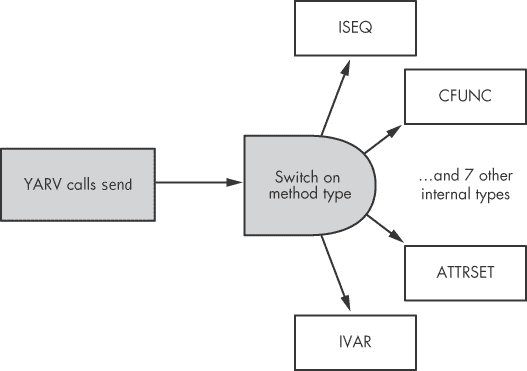 ISEQ
CFUNC
YARV calls send
Switch on
method type
...and 7 other
internal types
ATTRSET
IVAR